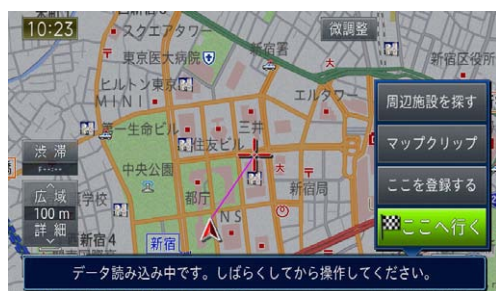 10:23
スクエアタワー
微調整
東京医大病院
新宿署
新宿区役所
ヒルトン東京
MINI
エルタワー
周辺施設を探す
第一生命ビル
三井
住友ビル
マップクリップ
渋滞
中央公園
ここを登録する
広域
学校
都庁
新宿局
100m
NS
ここへ行く
詳細
新宿4
新宿
データ読み込み中です。しばらくしてから操作してください。